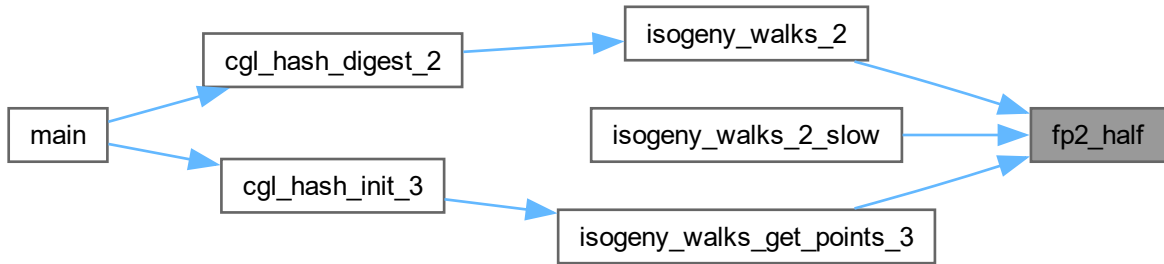 isogeny_walks_2
cgl_hash_digest_2
main
isogeny_walks_2_slow
fp2_half
cgl_hash_init_3
isogeny_walks_get_points_3